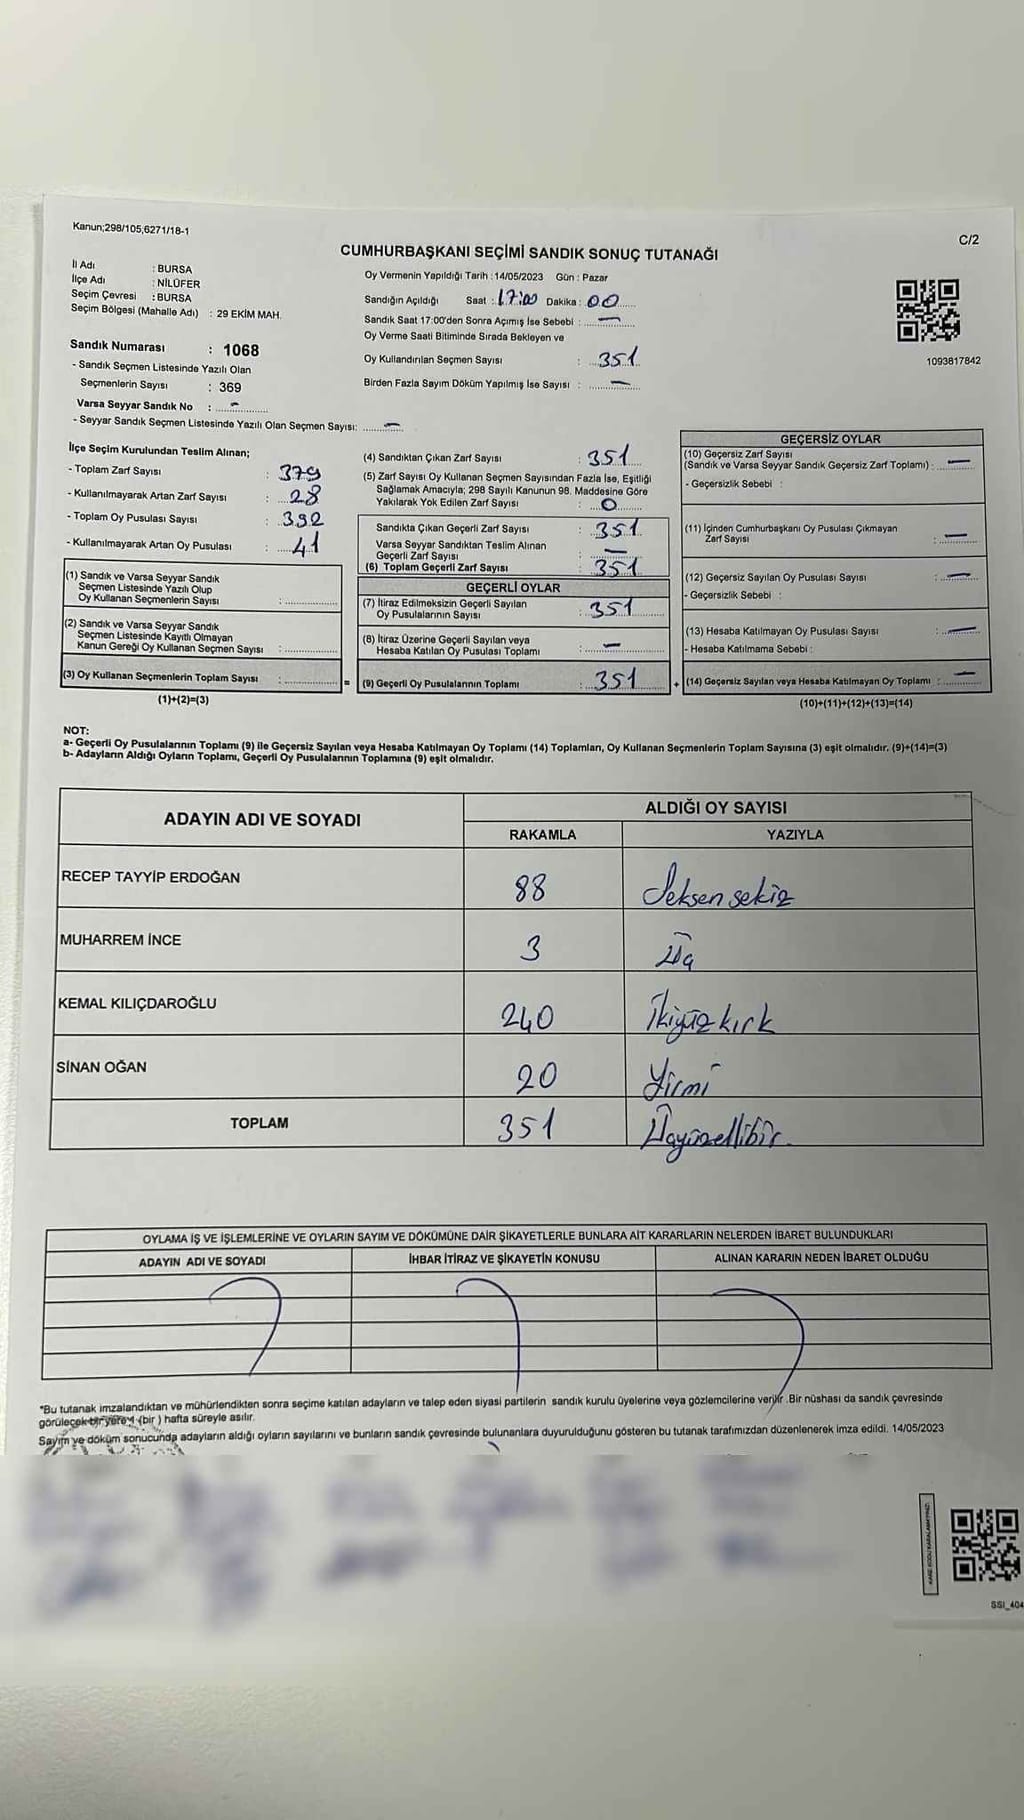 Kanun;298/105,6271/18-1
C/2
CUMHURBAŞKANI SEÇİMİ SANDIK SONUÇ TUTANAĞI
İl Adı : BURSA
İlçe Adı : NİLÜFER
Seçim Çevresi : BURSA
Seçim Bölgesi (Mahalle Adı) : 29 EKİM MAH.
Sandık Numarası : 1068
- Sandık Seçmen Listesinde Yazılı Olan
Seçmenlerin Sayısı : 369
Varsa Seyyar Sandık No : -
- Seyyar Sandık Seçmen Listesinde Yazılı Olan Seçmen Sayısı: -
Oy Vermenin Yapıldığı Tarih : 14/05/2023 Gün : Pazar
Sandığın Açıldığı Saat : 17:00 Dakika : 00
Sandık Saat 17:00'den Sonra Açımış İse Sebebi : -
Oy Verme Saati Bitiminde Sırada Bekleyen ve
Oy Kullandırılan Seçmen Sayısı : 351
Birden Fazla Sayım Döküm Yapılmış İse Sayısı : -
1093817842
İlçe Seçim Kurulundan Teslim Alınan;
- Toplam Zarf Sayısı : 379
- Kullanılmayarak Artan Zarf Sayısı : 28
- Toplam Oy Pusulası Sayısı : 392
- Kullanılmayarak Artan Oy Pusulası : 41
(1) Sandık ve Varsa Seyyar Sandık
Seçmen Listesinde Yazılı Olup
Oy Kullanan Seçmenlerin Sayısı :
(2) Sandık ve Varsa Seyyar Sandık
Seçmen Listesinde Kayıtlı Olmayan
Kanun Gereği Oy Kullanan Seçmen Sayısı :
(3) Oy Kullanan Seçmenlerin Toplam Sayısı : =
(1)+(2)=(3)
(4) Sandıktan Çıkan Zarf Sayısı : 351
(5) Zarf Sayısı Oy Kullanan Seçmen Sayısından Fazla İse, Eşitliği
Sağlamak Amacıyla; 298 Sayılı Kanunun 98. Maddesine Göre
Yakılarak Yok Edilen Zarf Sayısı : 0
Sandıkta Çıkan Geçerli Zarf Sayısı : 351
Varsa Seyyar Sandıktan Teslim Alınan
Geçerli Zarf Sayısı : -
(6) Toplam Geçerli Zarf Sayısı : 351
GEÇERLİ OYLAR
(7) İtiraz Edilmeksizin Geçerli Sayılan
Oy Pusulalarının Sayısı : 351
(8) İtiraz Üzerine Geçerli Sayılan veya
Hesaba Katılan Oy Pusulası Toplamı : -
(9) Geçerli Oy Pusulalarının Toplamı : 351 +
GEÇERSİZ OYLAR
(10) Geçersiz Zarf Sayısı
(Sandık ve Varsa Seyyar Sandık Geçersiz Zarf Toplamı) : -
- Geçersizlik Sebebi :
(11) İçinden Cumhurbaşkanı Oy Pusulası Çıkmayan
Zarf Sayısı : -
(12) Geçersiz Sayılan Oy Pusulası Sayısı : -
- Geçersizlik Sebebi :
(13) Hesaba Katılmayan Oy Pusulası Sayısı : -
- Hesaba Katılmama Sebebi :
(14) Geçersiz Sayılan veya Hesaba Katılmayan Oy Toplamı : -
(10)+(11)+(12)+(13)=(14)
NOT:
a- Geçerli Oy Pusulalarının Toplamı (9) ile Geçersiz Sayılan veya Hesaba Katılmayan Oy Toplamı (14) Toplamları, Oy Kullanan Seçmenlerin Toplam Sayısına (3) eşit olmalıdır. (9)+(14)=(3)
b- Adayların Aldığı Oyların Toplamı, Geçerli Oy Pusulalarının Toplamına (9) eşit olmalıdır.
ADAYIN ADI VE SOYADI ALDIĞI OY SAYISI
RAKAMLA YAZIYLA
RECEP TAYYİP ERDOĞAN 88 Seksen sekiz
MUHARREM İNCE 3 Üç
KEMAL KILIÇDAROĞLU 240 İkiyüz kırk
SİNAN OĞAN 20 Yirmi
TOPLAM 351 Üçyüzellibir.
OYLAMA İŞ VE İŞLEMLERİNE VE OYLARIN SAYIM VE DÖKÜMÜNE DAİR ŞİKAYETLERLE BUNLARA AİT KARARLARIN NELERDEN İBARET BULUNDUKLARI
ADAYIN ADI VE SOYADI İHBAR İTİRAZ VE ŞİKAYETİN KONUSU ALINAN KARARIN NEDEN İBARET OLDUĞU
*Bu tutanak imzalandıktan ve mühürlendikten sonra seçime katılan adayların ve talep eden siyasi partilerin sandık kurulu üyelerine veya gözlemcilerine verilir .Bir nüshası da sandık çevresinde
görülecek bir yere 1 (bir ) hafta süreyle asılır.
Sayım ve döküm sonucunda adayların aldığı oyların sayılarını ve bunların sandık çevresinde bulunanlara duyurulduğunu gösteren bu tutanak tarafımızdan düzenlenerek imza edildi. 14/05/2023
KARE KODU KARALAMAYINIZ!
SSI_404